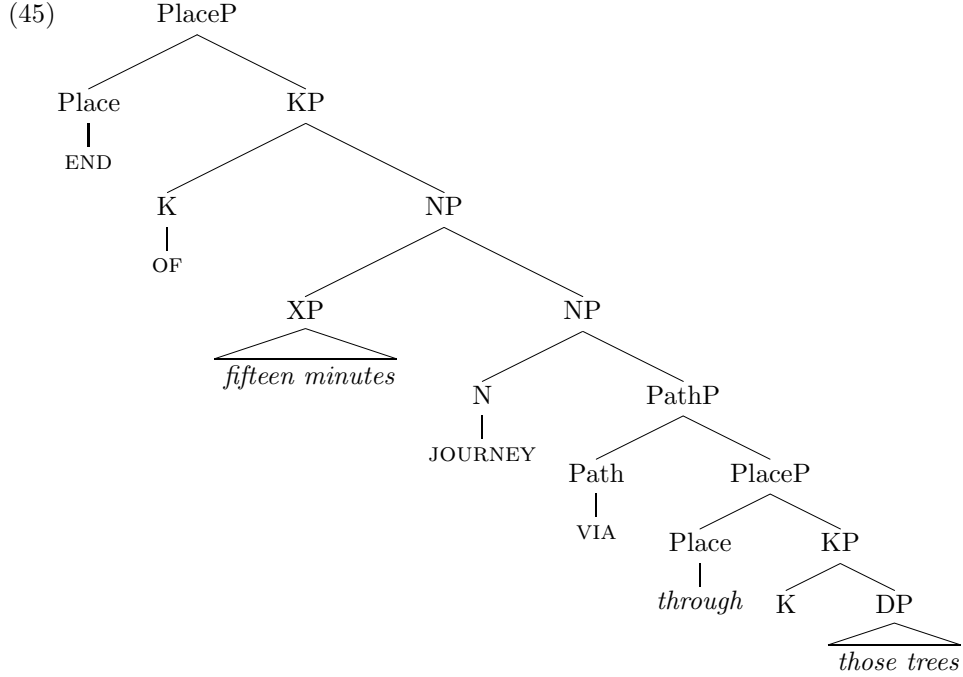 (45) PlaceP
Place KP
END
K NP
OF
XP NP
fifteen minutes
N PathP
JOURNEY
Path PlaceP
VIA
Place KP
through K DP
those trees